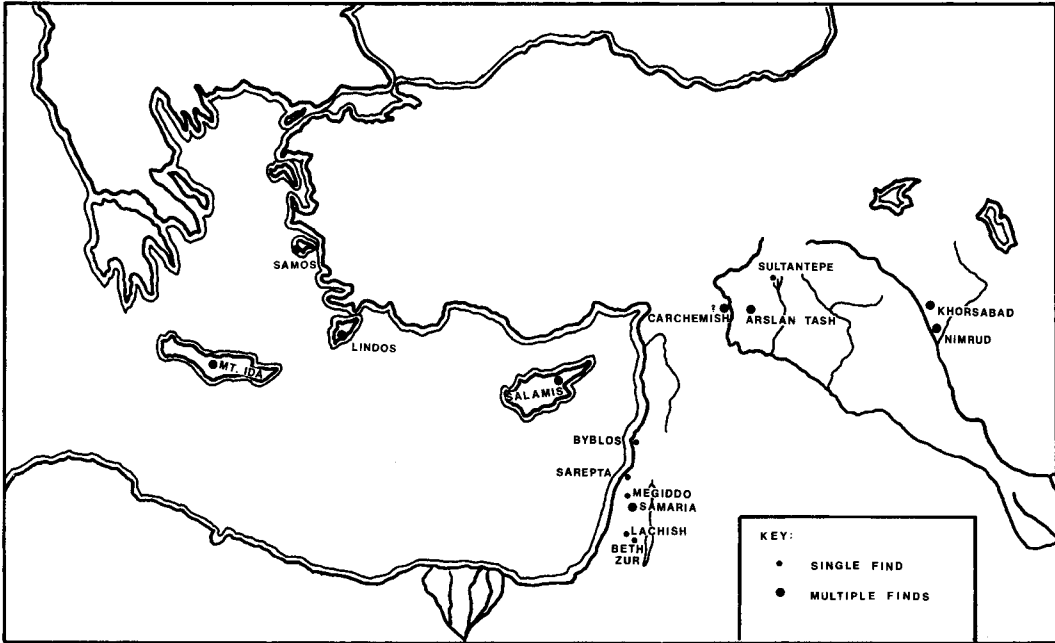 SULTANTEPE
SAMOS
?
CARCHEMISH
ARSLAN TASH
KHORSABAD
NIMRUD
LINDOS
MT. IDA
SALAMIS
BYBLOS
SAREPTA
MEGIDDO
SAMARIA
LACHISH
BETH
ZUR
KEY:
SINGLE FIND
MULTIPLE FINDS